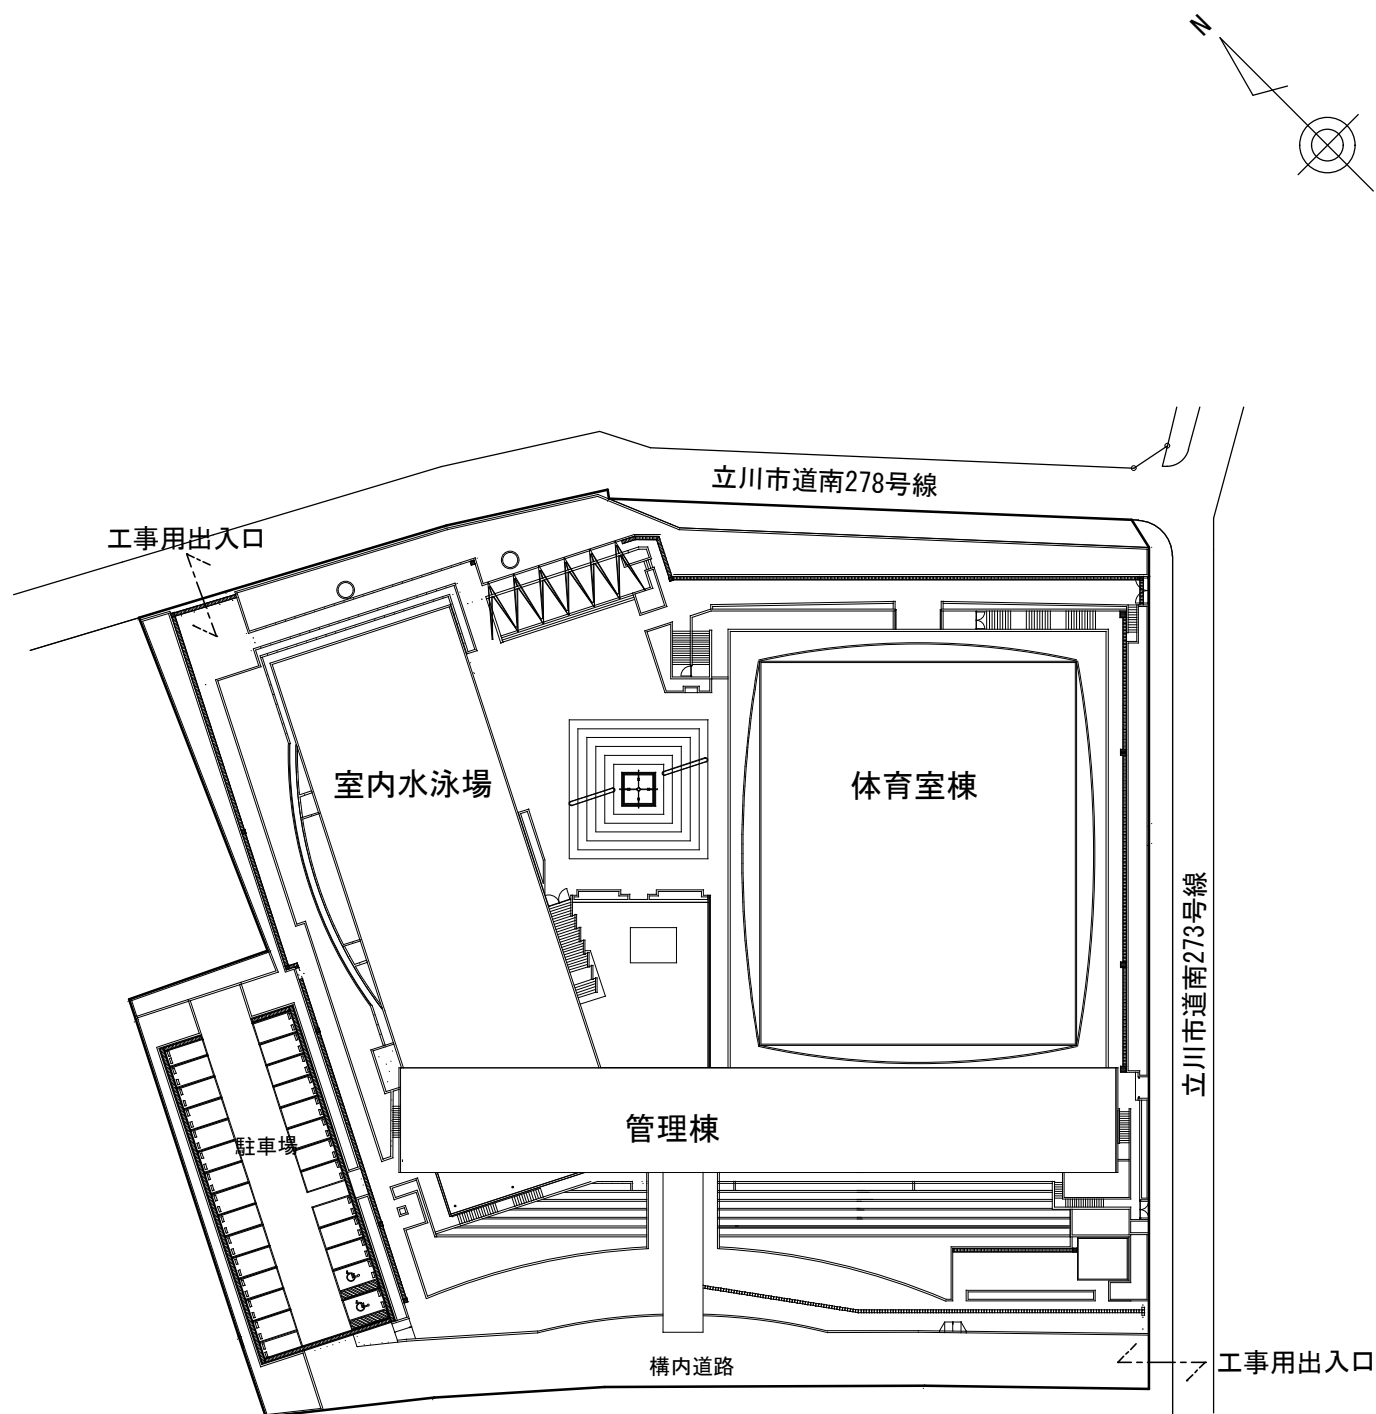 N
立川市道南278号線
工事用出入口
室内水泳場
体育室棟
立川市道南273号線
管理棟
駐車場
構内道路
工事用出入口